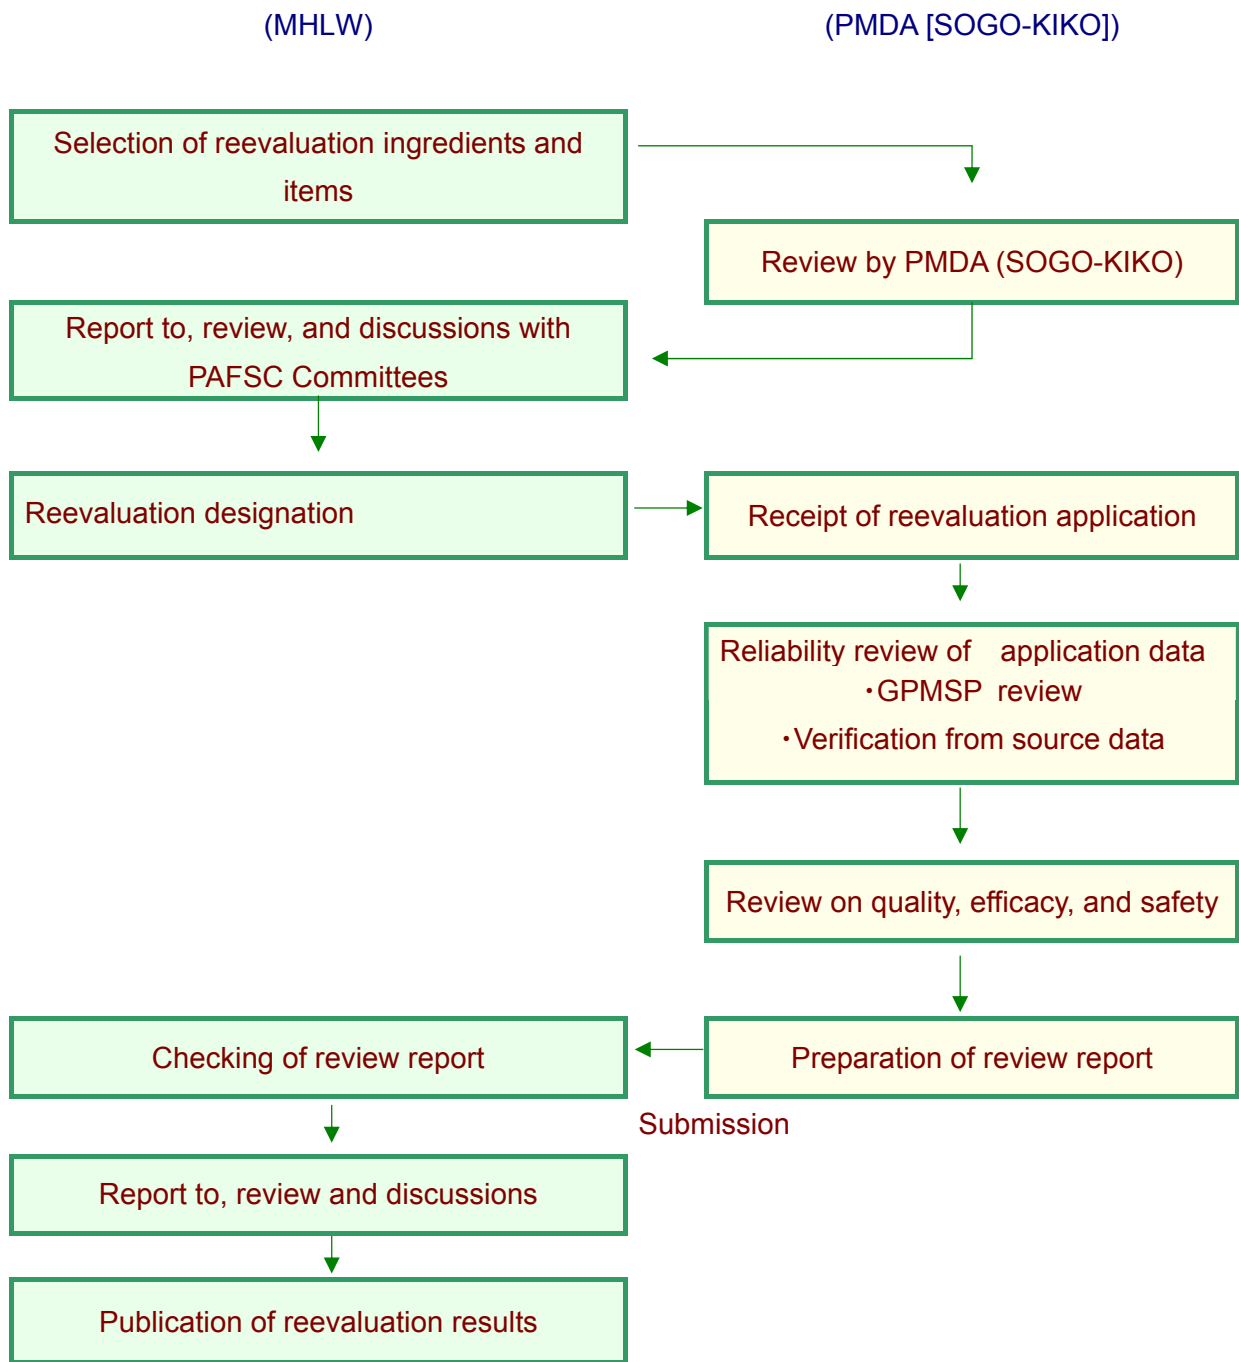 (MHLW)
(PMDA [SOGO-KIKO])
Selection of reevaluation ingredients and
items
Review by PMDA (SOGO-KIKO)
Report to, review, and discussions with
PAFSC Committees
Reevaluation designation
Receipt of reevaluation application
Reliability review of application data
・GPMSP review
・Verification from source data
Review on quality, efficacy, and safety
Checking of review report
Preparation of review report
Submission
Report to, review and discussions
Publication of reevaluation results